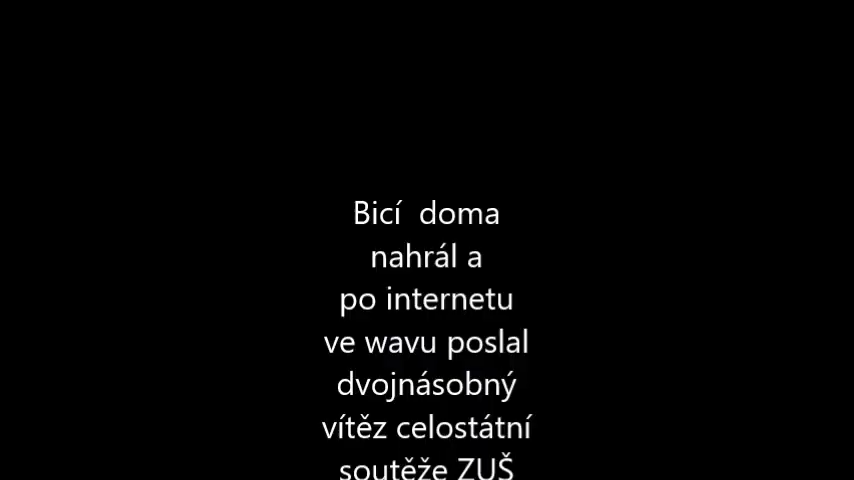 Bicí  doma
nahrál a
po internetu
ve wavu poslal
dvojnásobný
vítěz celostátní
soutěže ZUŠ